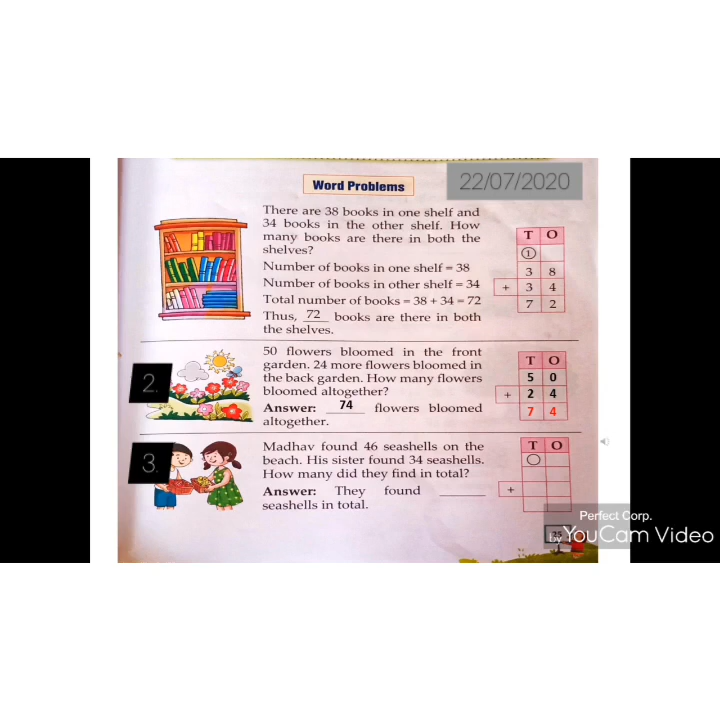 Word Problems
22/07/2020
There are 38 books in one shelf and
34 books in the other shelf. How
many books are there in both the
shelves?
Number of books in one shelf = 38
Number of books in other shelf = 34
Total number of books = 38 + 34 = 72
Thus, 72 books are there in both
the shelves.
T O
1
3 8
+ 3 4
7 2
2.
50 flowers bloomed in the front
garden. 24 more flowers bloomed in
the back garden. How many flowers
bloomed altogether?
Answer: 74 flowers bloomed
altogether.
T O
5 0
+ 2 4
7 4
3.
Madhav found 46 seashells on the
beach. His sister found 34 seashells.
How many did they find in total?
Answer: They found ______
seashells in total.
T O
+
Perfect Corp.
35
by YouCam Video